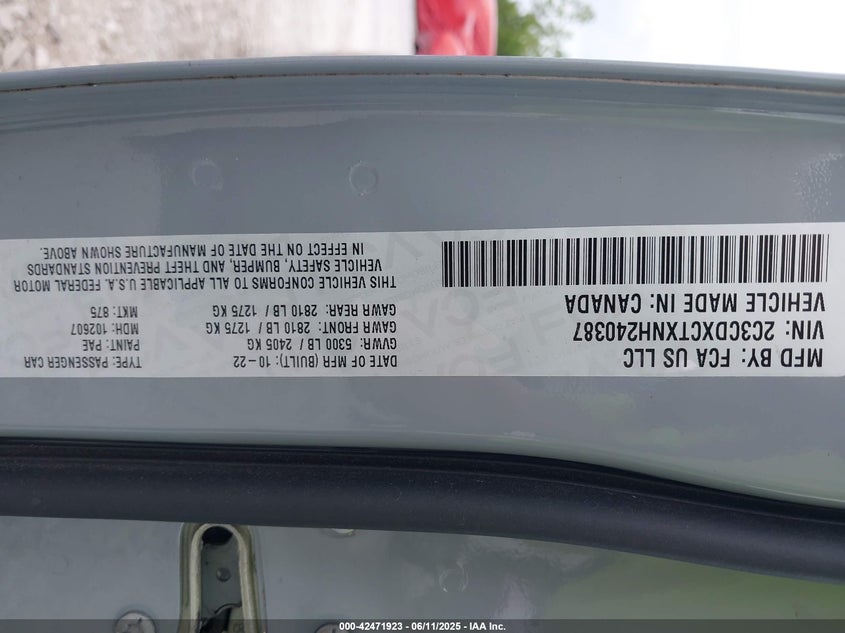 MFD BY: FCA US LLC
VIN: 2C3CDXCTXNH240387
VEHICLE MADE IN: CANADA
DATE OF MFR (BUILT): 10-22
GVWR: 5300 LB / 2405 KG
GAWR FRONT: 2810 LB / 1275 KG
GAWR REAR: 2810 LB / 1275 KG
TYPE: PASSENGER CAR
PAINT: PAE
MDH: 102607
MKT: 875
THIS VEHICLE CONFORMS TO ALL APPLICABLE U.S.A. FEDERAL MOTOR
VEHICLE SAFETY, BUMPER, AND THEFT PREVENTION STANDARDS
IN EFFECT ON THE DATE OF MANUFACTURE SHOWN ABOVE.
000-42471923 - 06/11/2025 - IAA Inc.